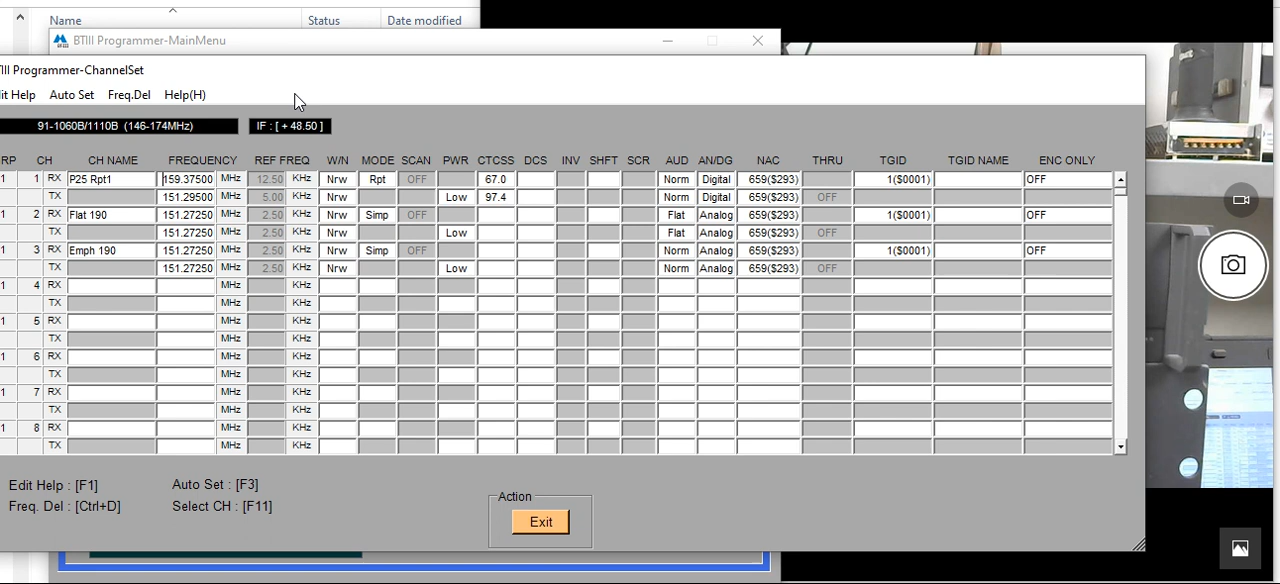 Name Status Date modified
BTIII Programmer-MainMenu
III Programmer-ChannelSet
it Help Auto Set Freq.Del Help(H)
91-1060B/1110B (146-174MHz) IF : [ + 48.50 ]
RP CH CH NAME FREQUENCY REF FREQ W/N MODE SCAN PWR CTCSS DCS INV SHFT SCR AUD AN/DG NAC THRU TGID TGID NAME ENC ONLY
1 1 RX P25 Rpt1 159.37500 MHz 12.50 KHz Nrw Rpt OFF 67.0 Norm Digital 659($293) 1($0001) OFF
TX 151.29500 MHz 5.00 KHz Nrw Low 97.4 Norm Digital 659($293) OFF
1 2 RX Flat 190 151.27250 MHz 2.50 KHz Nrw Simp OFF Flat Analog 659($293) 1($0001) OFF
TX 151.27250 MHz 2.50 KHz Nrw Low Flat Analog 659($293) OFF
1 3 RX Emph 190 151.27250 MHz 2.50 KHz Nrw Simp OFF Norm Analog 659($293) 1($0001) OFF
TX 151.27250 MHz 2.50 KHz Nrw Low Norm Analog 659($293) OFF
1 4 RX MHz KHz
TX MHz KHz
1 5 RX MHz KHz
TX MHz KHz
1 6 RX MHz KHz
TX MHz KHz
1 7 RX MHz KHz
TX MHz KHz
1 8 RX MHz KHz
TX MHz KHz
Edit Help : [F1] Auto Set : [F3]
Freq. Del : [Ctrl+D] Select CH : [F11]
Action
Exit